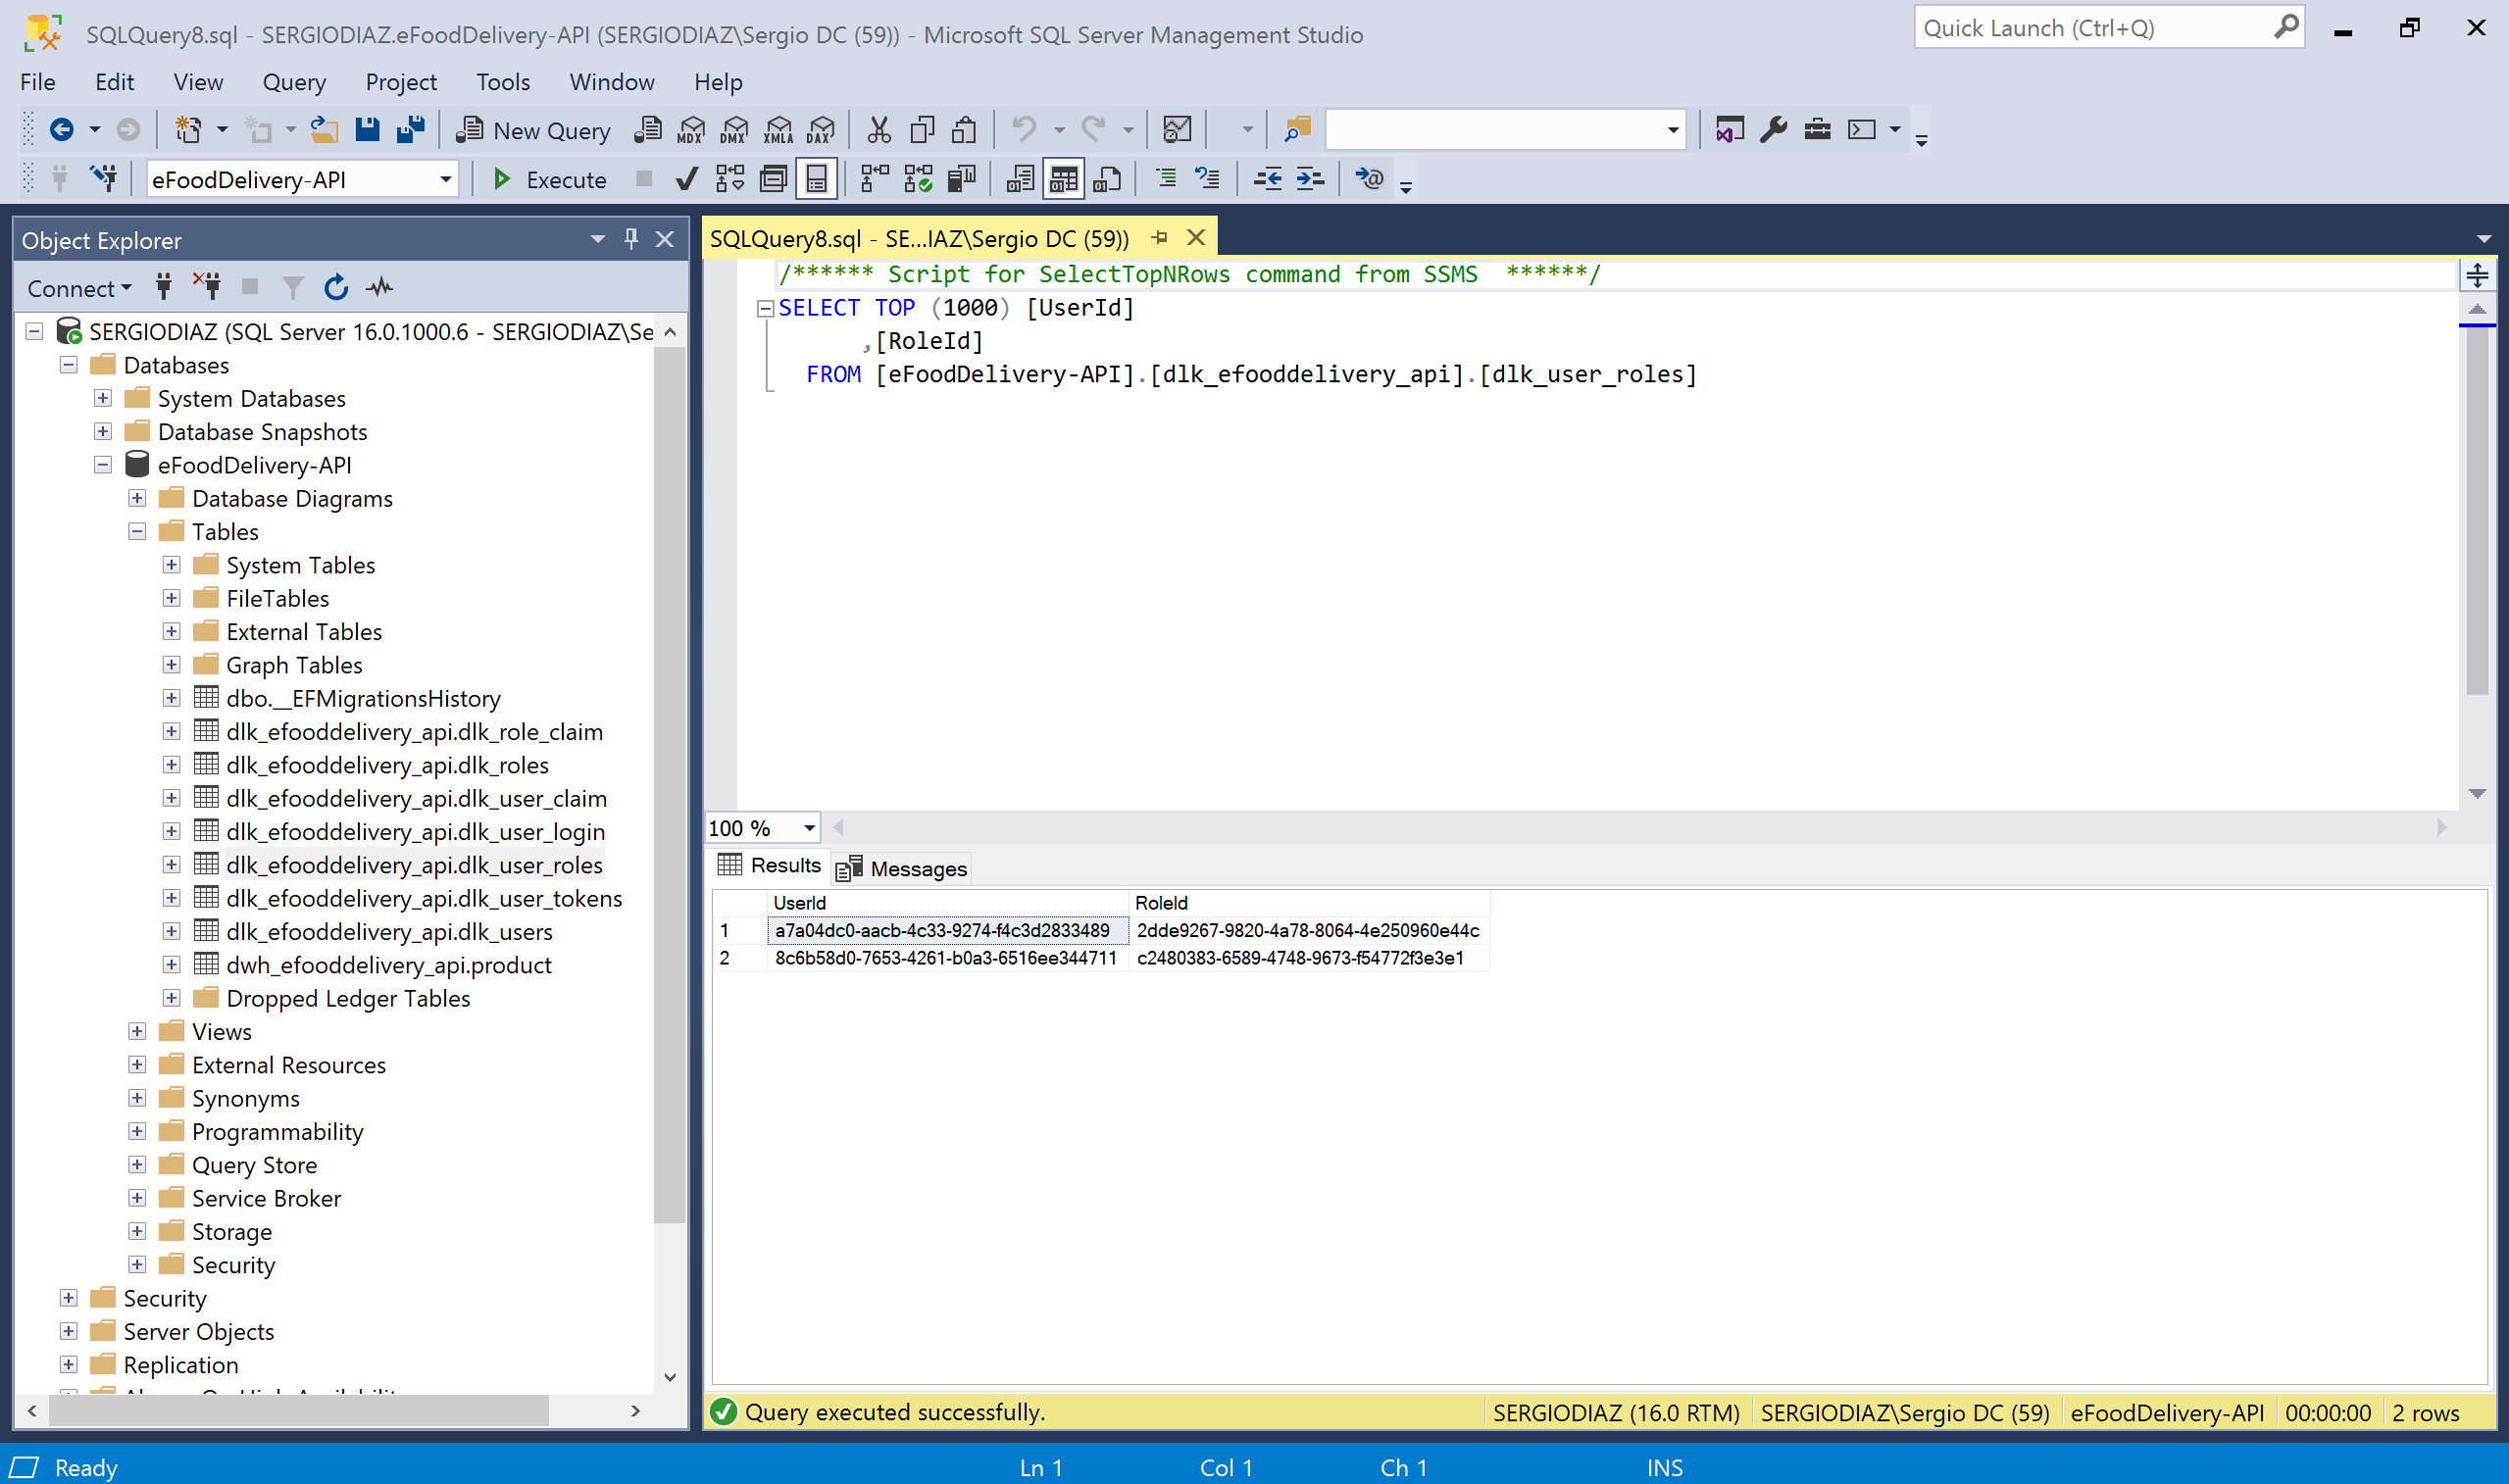 SQLQuery8.sql - SERGIODIAZ.eFoodDelivery-API (SERGIODIAZ\Sergio DC (59)) - Microsoft SQL Server Management Studio
Quick Launch (Ctrl+Q)
File Edit View Query Project Tools Window Help
New Query MDX DMX XMLA DAX
eFoodDelivery-API Execute
Object Explorer
Connect
SERGIODIAZ (SQL Server 16.0.1000.6 - SERGIODIAZ\Se
Databases
System Databases
Database Snapshots
eFoodDelivery-API
Database Diagrams
Tables
System Tables
FileTables
External Tables
Graph Tables
dbo.__EFMigrationsHistory
dlk_efooddelivery_api.dlk_role_claim
dlk_efooddelivery_api.dlk_roles
dlk_efooddelivery_api.dlk_user_claim
dlk_efooddelivery_api.dlk_user_login
dlk_efooddelivery_api.dlk_user_roles
dlk_efooddelivery_api.dlk_user_tokens
dlk_efooddelivery_api.dlk_users
dwh_efooddelivery_api.product
Dropped Ledger Tables
Views
External Resources
Synonyms
Programmability
Query Store
Service Broker
Storage
Security
Security
Server Objects
Replication
SQLQuery8.sql - SE...IAZ\Sergio DC (59))
/****** Script for SelectTopNRows command from SSMS  ******/
SELECT TOP (1000) [UserId]
,[RoleId]
FROM [eFoodDelivery-API].[dlk_efooddelivery_api].[dlk_user_roles]
100 %
Results Messages
UserId RoleId
1 a7a04dc0-aacb-4c33-9274-f4c3d2833489 2dde9267-9820-4a78-8064-4e250960e44c
2 8c6b58d0-7653-4261-b0a3-6516ee344711 c2480383-6589-4748-9673-f54772f3e3e1
Query executed successfully. SERGIODIAZ (16.0 RTM) SERGIODIAZ\Sergio DC (59) eFoodDelivery-API 00:00:00 2 rows
Ready Ln 1 Col 1 Ch 1 INS